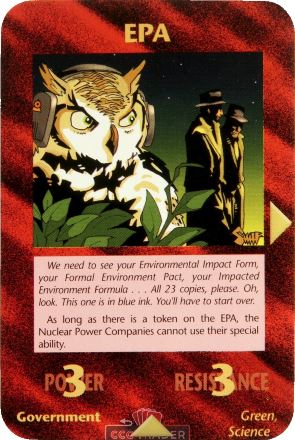 EPA
We need to see your Environmental Impact Form,
your Formal Environment Pact, your Impacted
Environment Formula . . . All 23 copies, please. Oh,
look. This one is in blue ink. You'll have to start over.
As long as there is a token on the EPA, the
Nuclear Power Companies cannot use their special
ability.
POWER 3 RESISTANCE 3
Government
Green,
Science
CCGTRADER